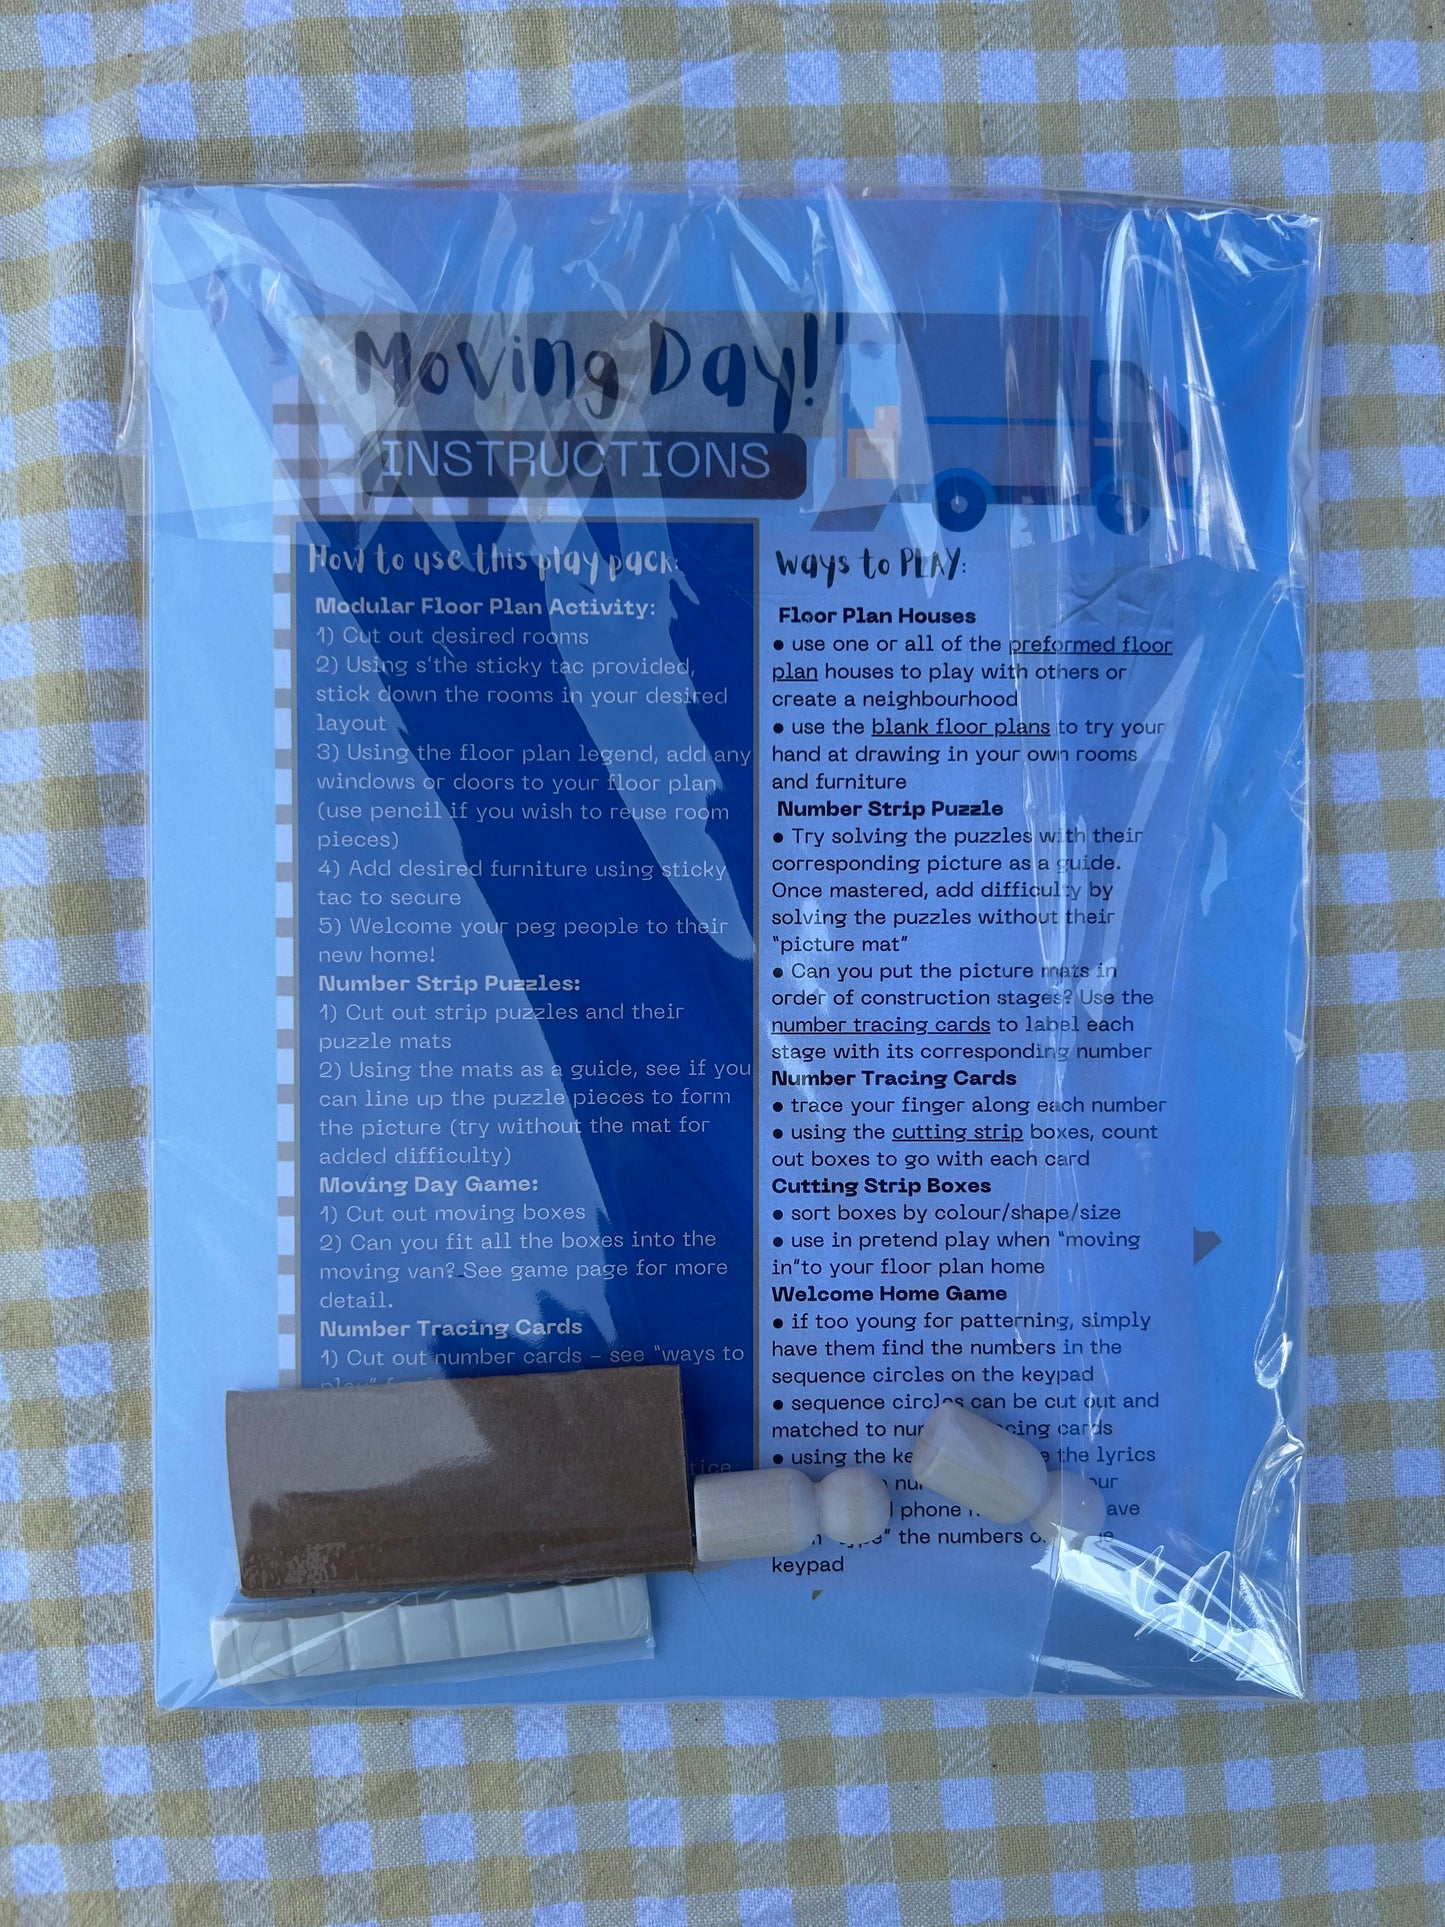 Moving Day!
INSTRUCTIONS
How to use this play pack:
Modular Floor Plan Activity:
1) Cut out desired rooms
2) Using s'the sticky tac provided,
stick down the rooms in your desired
layout
3) Using the floor plan legend, add any
windows or doors to your floor plan
(use pencil if you wish to reuse room
pieces)
4) Add desired furniture using sticky
tac to secure
5) Welcome your peg people to their
new home!
Number Strip Puzzles:
1) Cut out strip puzzles and their
puzzle mats
2) Using the mats as a guide, see if you
can line up the puzzle pieces to form
the picture (try without the mat for
added difficulty)
Moving Day Game:
1) Cut out moving boxes
2) Can you fit all the boxes into the
moving van? See game page for more
detail.
Number Tracing Cards
1) Cut out number cards – see "ways to
play"
Ways to PLAY:
Floor Plan Houses
• use one or all of the preformed floor
plan houses to play with others or
create a neighbourhood
• use the blank floor plans to try your
hand at drawing in your own rooms
and furniture
Number Strip Puzzle
• Try solving the puzzles with their
corresponding picture as a guide.
Once mastered, add difficulty by
solving the puzzles without their
"picture mat"
• Can you put the picture mats in
order of construction stages? Use the
number tracing cards to label each
stage with its corresponding number
Number Tracing Cards
• trace your finger along each number
• using the cutting strip boxes, count
out boxes to go with each card
Cutting Strip Boxes
• sort boxes by colour/shape/size
• use in pretend play when "moving
in"to your floor plan home
Welcome Home Game
• if too young for patterning, simply
have them find the numbers in the
sequence circles on the keypad
• sequence circles can be cut out and
matched to cards
• using the the lyrics
phone
"type" the numbers
keypad